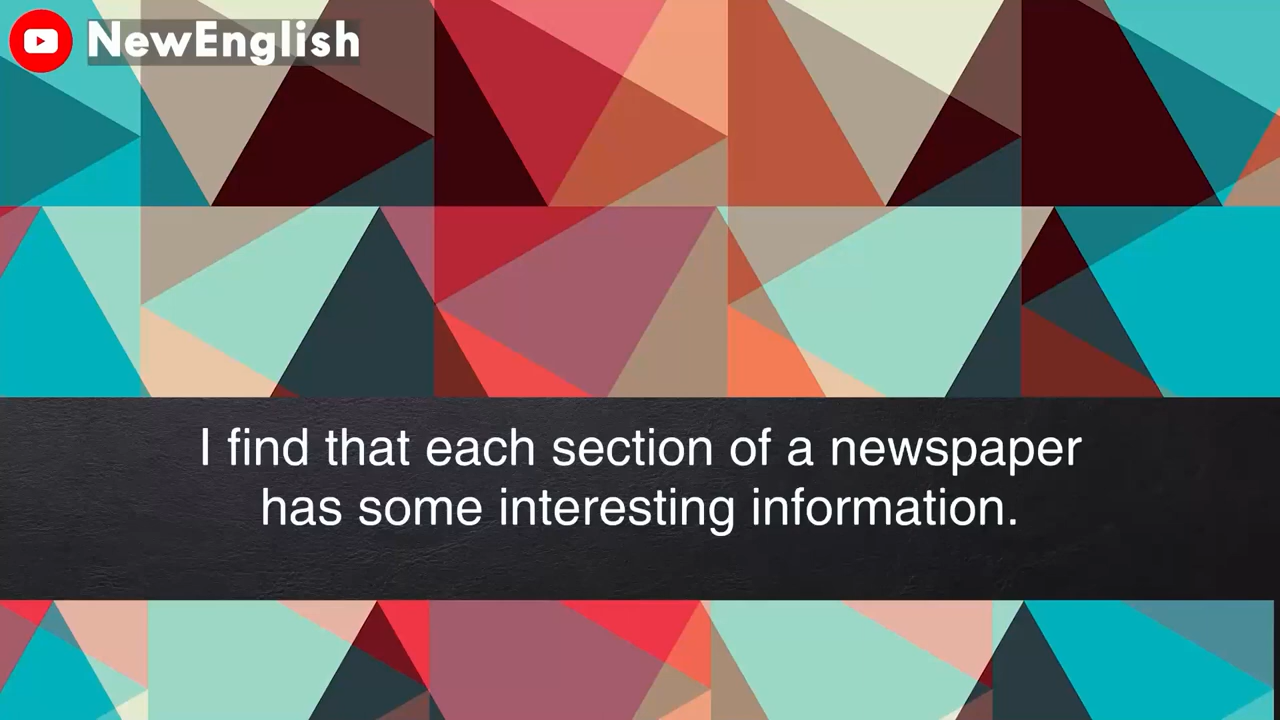 NewEnglish
I find that each section of a newspaper
has some interesting information.